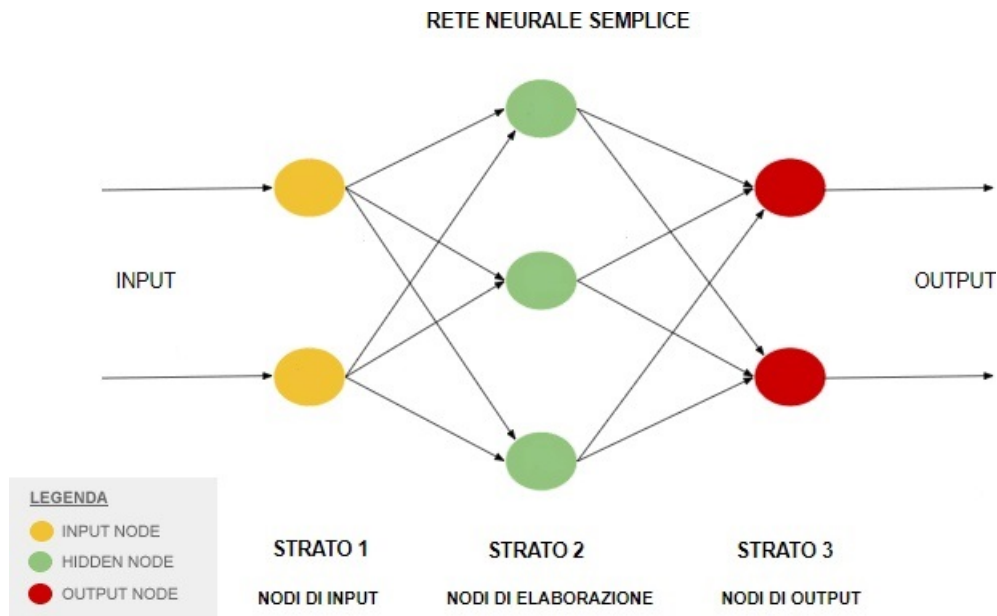 RETE NEURALE SEMPLICE
INPUT
OUTPUT
LEGENDA
INPUT NODE
HIDDEN NODE
OUTPUT NODE
STRATO 1
STRATO 2
STRATO 3
NODI DI INPUT
NODI DI ELABORAZIONE
NODI DI OUTPUT